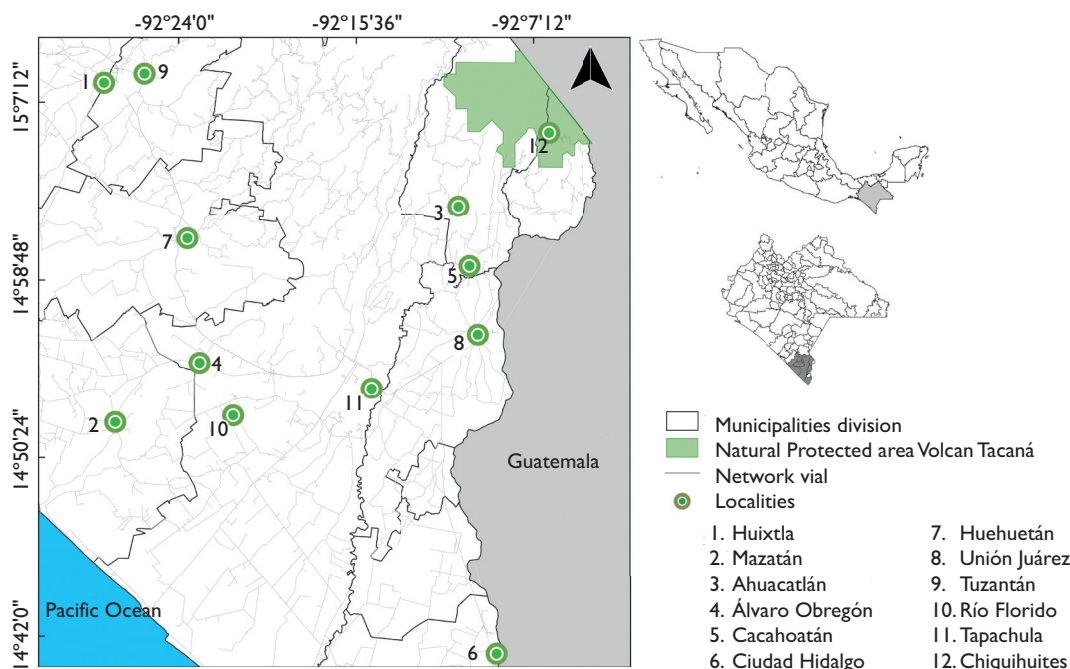 -92°24'0"
-92°15'36"
-92°7'12"
15°7'12"
14°58'48"
14°50'24"
14°42'0"
1
9
12
3
7
5
8
4
11
2
10
Guatemala
Pacific Ocean
6
Municipalities division
Natural Protected area Volcan Tacaná
Network vial
Localities
1. Huixtla
2. Mazatán
3. Ahuacatlán
4. Álvaro Obregón
5. Cacahoatán
6. Ciudad Hidalgo
7. Huehuetán
8. Unión Juárez
9. Tuzantán
10. Río Florido
11. Tapachula
12. Chiquihuites